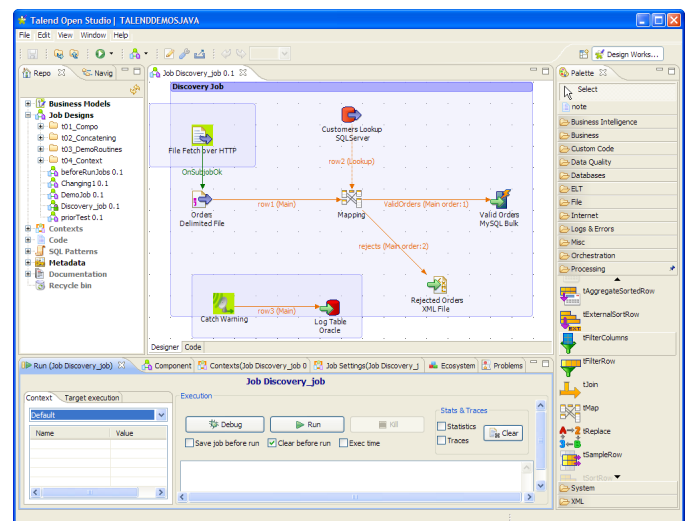 Talend Open Studio | TALENDDEMOSJAVA
File Edit View Window Help
Design Works...
Repo
Navig
Business Models
Job Designs
t01_Compo
t02_Concatening
t03_DemoRoutines
t04_Context
beforeRunJobs 0.1
Changing1 0.1
DemoJob 0.1
Discovery_job 0.1
priorTest 0.1
Contexts
Code
SQL Patterns
Metadata
Documentation
Recycle bin
Job Discovery_job 0.1
Discovery Job
Customers Lookup
SQLServer
File Fetch over HTTP
row2 (Lookup)
OnSubjobOk
row1 (Main)
ValidOrders (Main order:1)
Orders
Delimited File
Mapping
Valid Orders
MySQL Bulk
rejects (Main order:2)
Rejected Orders
XML File
Catch Warning
row3 (Main)
Log Table
Oracle
Designer Code
Palette
Select
note
Business Intelligence
Business
Custom Code
Data Quality
Databases
ELT
File
Internet
Logs & Errors
Misc
Orchestration
Processing
tAggregateSortedRow
tExternalSortRow
EXT
tFilterColumns
tFilterRow
tJoin
tMap
tReplace
tSampleRow
tSortRow
System
XML
Run (Job Discovery_job)
Component
Contexts(Job Discovery_job 0
Job Settings(Job Discovery_j
Ecosystem
Problems
Job Discovery_job
Context Target execution
Default
Name Value
Execution
Debug
Run
Kill
Save job before run
Clear before run
Exec time
Stats & Traces
Statistics
Traces
Clear